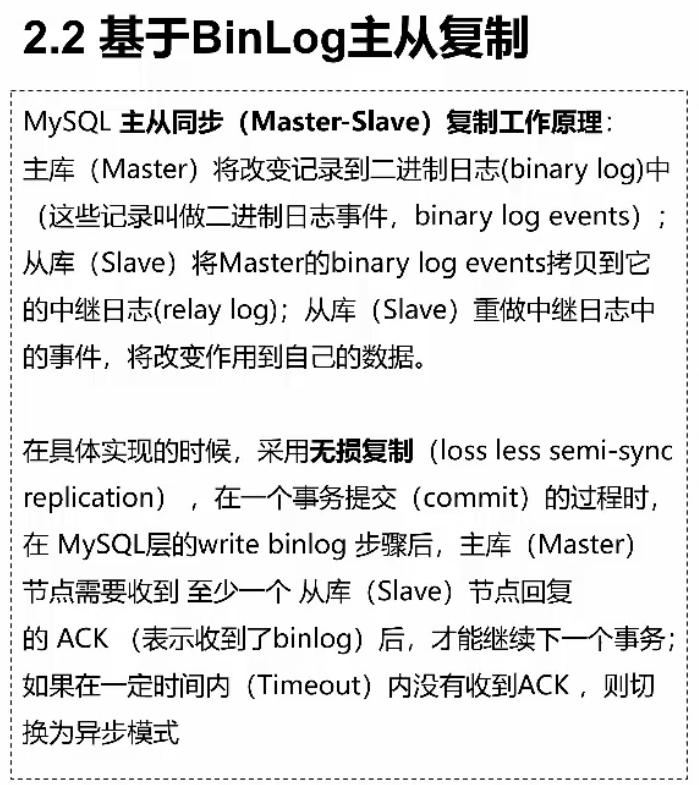 2.2 基于BinLog主从复制
MySQL 主从同步（Master-Slave）复制工作原理：
主库（Master）将改变记录到二进制日志(binary log)中
（这些记录叫做二进制日志事件，binary log events）；
从库（Slave）将Master的binary log events拷贝到它
的中继日志(relay log)；从库（Slave）重做中继日志中
的事件，将改变作用到自己的数据。
在具体实现的时候，采用无损复制（loss less semi-sync
replication），在一个事务提交（commit）的过程时，
在 MySQL层的write binlog 步骤后，主库（Master）
节点需要收到 至少一个 从库（Slave）节点回复
的 ACK （表示收到了binlog）后，才能继续下一个事务；
如果在一定时间内（Timeout）内没有收到ACK ，则切
换为异步模式